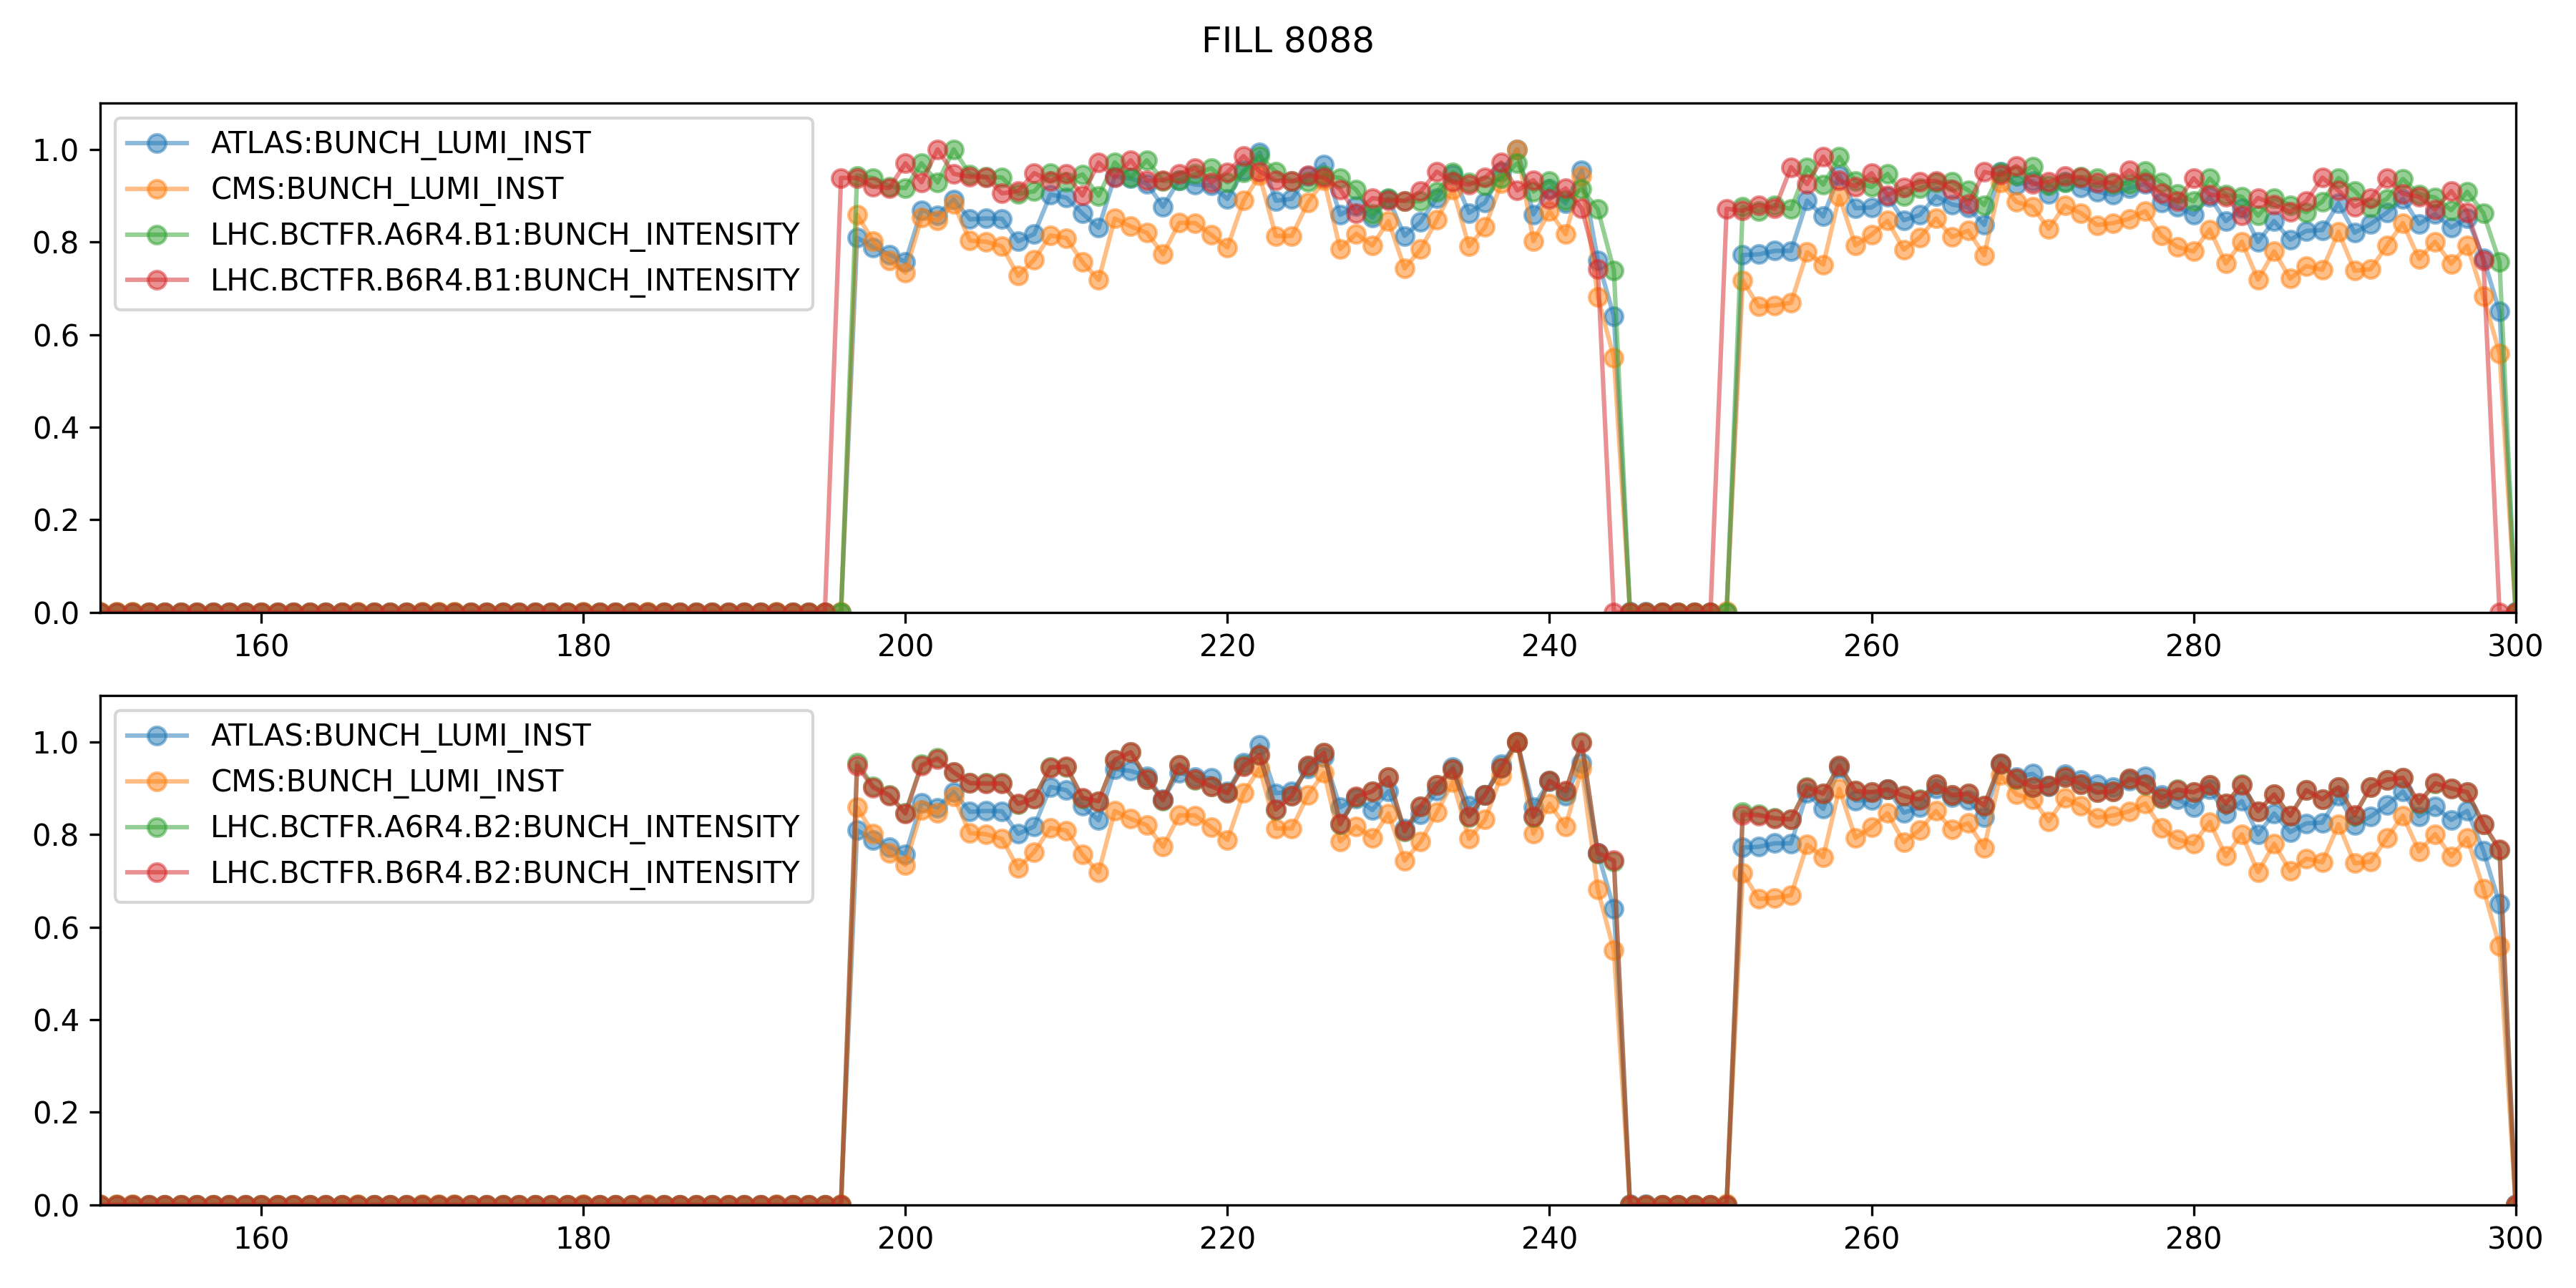 FILL 8088
ATLAS:BUNCH_LUMI_INST
CMS:BUNCH_LUMI_INST
LHC.BCTFR.A6R4.B1:BUNCH_INTENSITY
LHC.BCTFR.B6R4.B1:BUNCH_INTENSITY
1.0
0.8
0.6
0.4
0.2
0.0
160 180 200 220 240 260 280 300
ATLAS:BUNCH_LUMI_INST
CMS:BUNCH_LUMI_INST
LHC.BCTFR.A6R4.B2:BUNCH_INTENSITY
LHC.BCTFR.B6R4.B2:BUNCH_INTENSITY
1.0
0.8
0.6
0.4
0.2
0.0
160 180 200 220 240 260 280 300